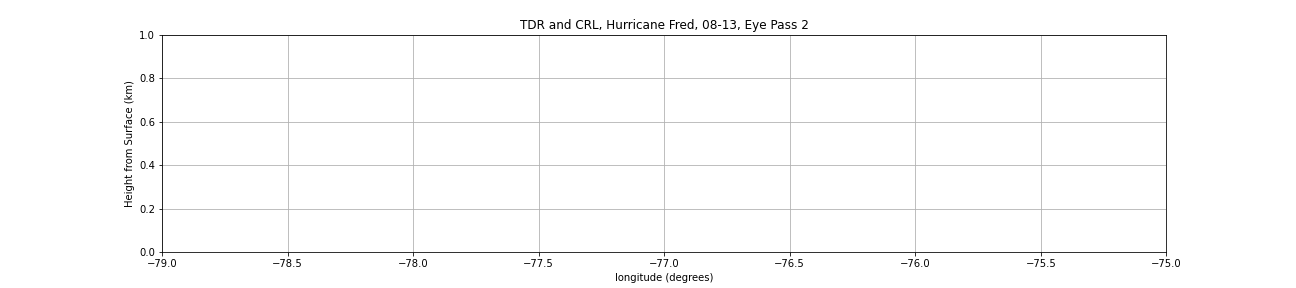 TDR and CRL, Hurricane Fred, 08-13, Eye Pass 2
1.0
0.8
0.6
0.4
0.2
0.0
Height from Surface (km)
−79.0 −78.5 −78.0 −77.5 −77.0 −76.5 −76.0 −75.5 −75.0
longitude (degrees)